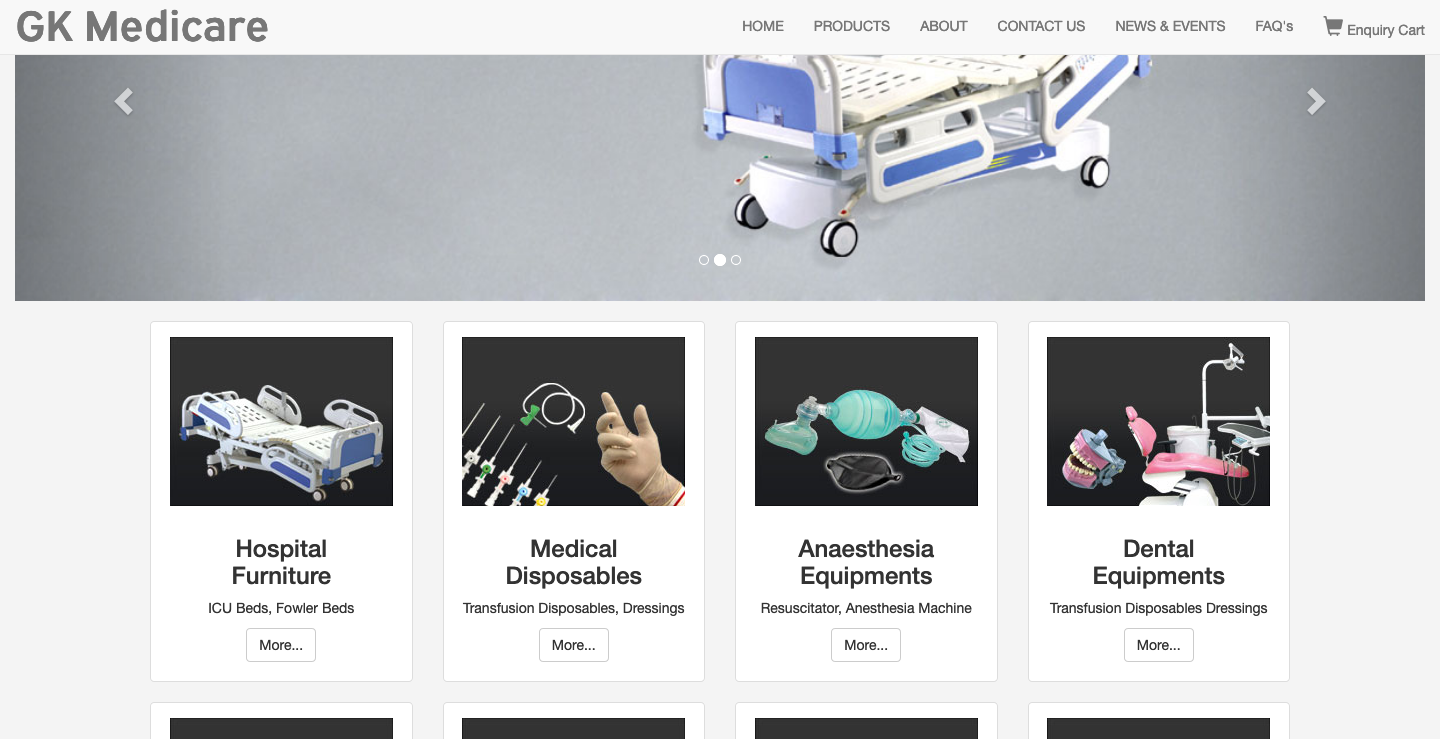 GK Medicare
HOME PRODUCTS ABOUT CONTACT US NEWS & EVENTS FAQ's Enquiry Cart
Hospital
Furniture
ICU Beds, Fowler Beds
More...
Medical
Disposables
Transfusion Disposables, Dressings
More...
Anaesthesia
Equipments
Resuscitator, Anesthesia Machine
More...
Dental
Equipments
Transfusion Disposables Dressings
More...